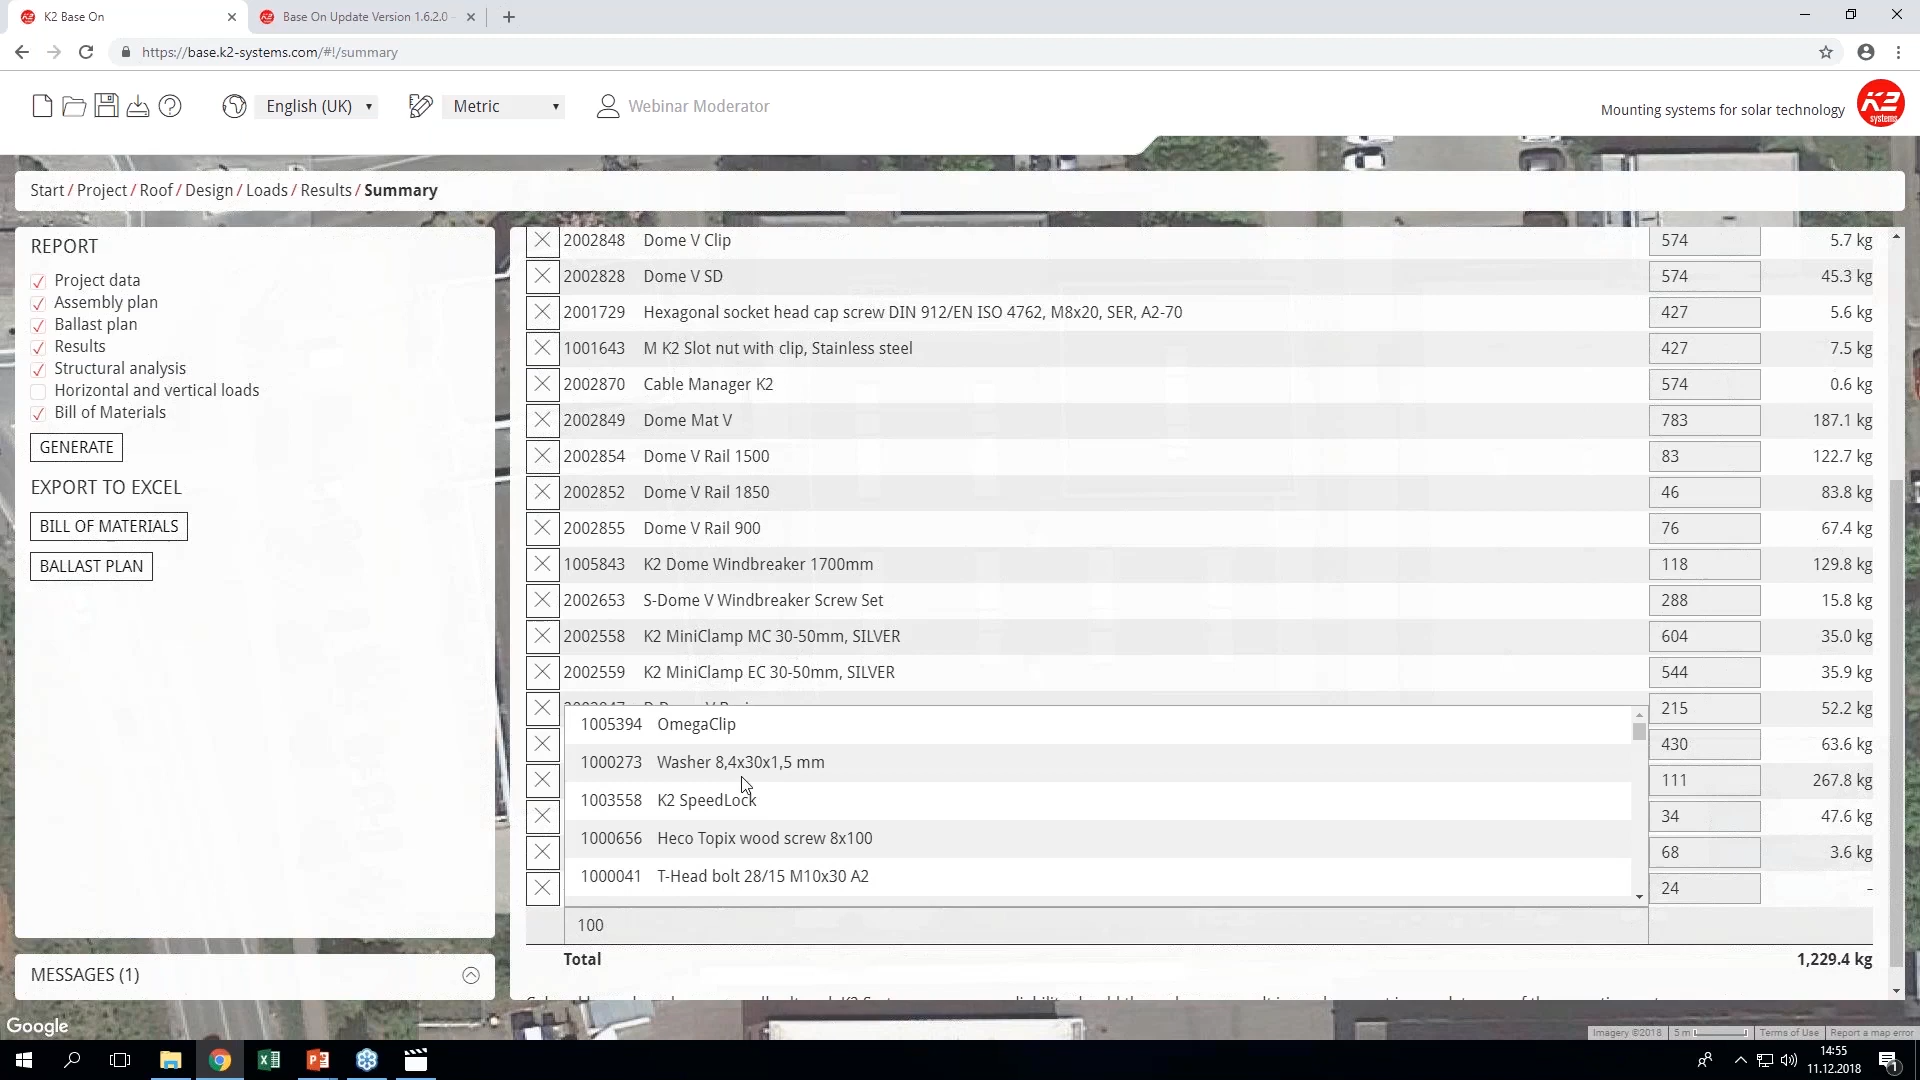 K2 Base On
Base On Update Version 1.6.2.0
https://base.k2-systems.com/#!/summary
English (UK)
Metric
Webinar Moderator
Mounting systems for solar technology
K2
systems
Start / Project / Roof / Design / Loads / Results / Summary
REPORT
Project data
Assembly plan
Ballast plan
Results
Structural analysis
Horizontal and vertical loads
Bill of Materials
GENERATE
EXPORT TO EXCEL
BILL OF MATERIALS
BALLAST PLAN
MESSAGES (1)
2002848 Dome V Clip 574 5.7 kg
2002828 Dome V SD 574 45.3 kg
2001729 Hexagonal socket head cap screw DIN 912/EN ISO 4762, M8x20, SER, A2-70 427 5.6 kg
1001643 M K2 Slot nut with clip, Stainless steel 427 7.5 kg
2002870 Cable Manager K2 574 0.6 kg
2002849 Dome Mat V 783 187.1 kg
2002854 Dome V Rail 1500 83 122.7 kg
2002852 Dome V Rail 1850 46 83.8 kg
2002855 Dome V Rail 900 76 67.4 kg
1005843 K2 Dome Windbreaker 1700mm 118 129.8 kg
2002653 S-Dome V Windbreaker Screw Set 288 15.8 kg
2002558 K2 MiniClamp MC 30-50mm, SILVER 604 35.0 kg
2002559 K2 MiniClamp EC 30-50mm, SILVER 544 35.9 kg
215 52.2 kg
1005394 OmegaClip
430 63.6 kg
1000273 Washer 8,4x30x1,5 mm
111 267.8 kg
1003558 K2 SpeedLock
34 47.6 kg
1000656 Heco Topix wood screw 8x100
68 3.6 kg
1000041 T-Head bolt 28/15 M10x30 A2
24 -
100
Total 1,229.4 kg
Google
Imagery ©2018 5 m Terms of Use Report a map error
14:55
11.12.2018
1